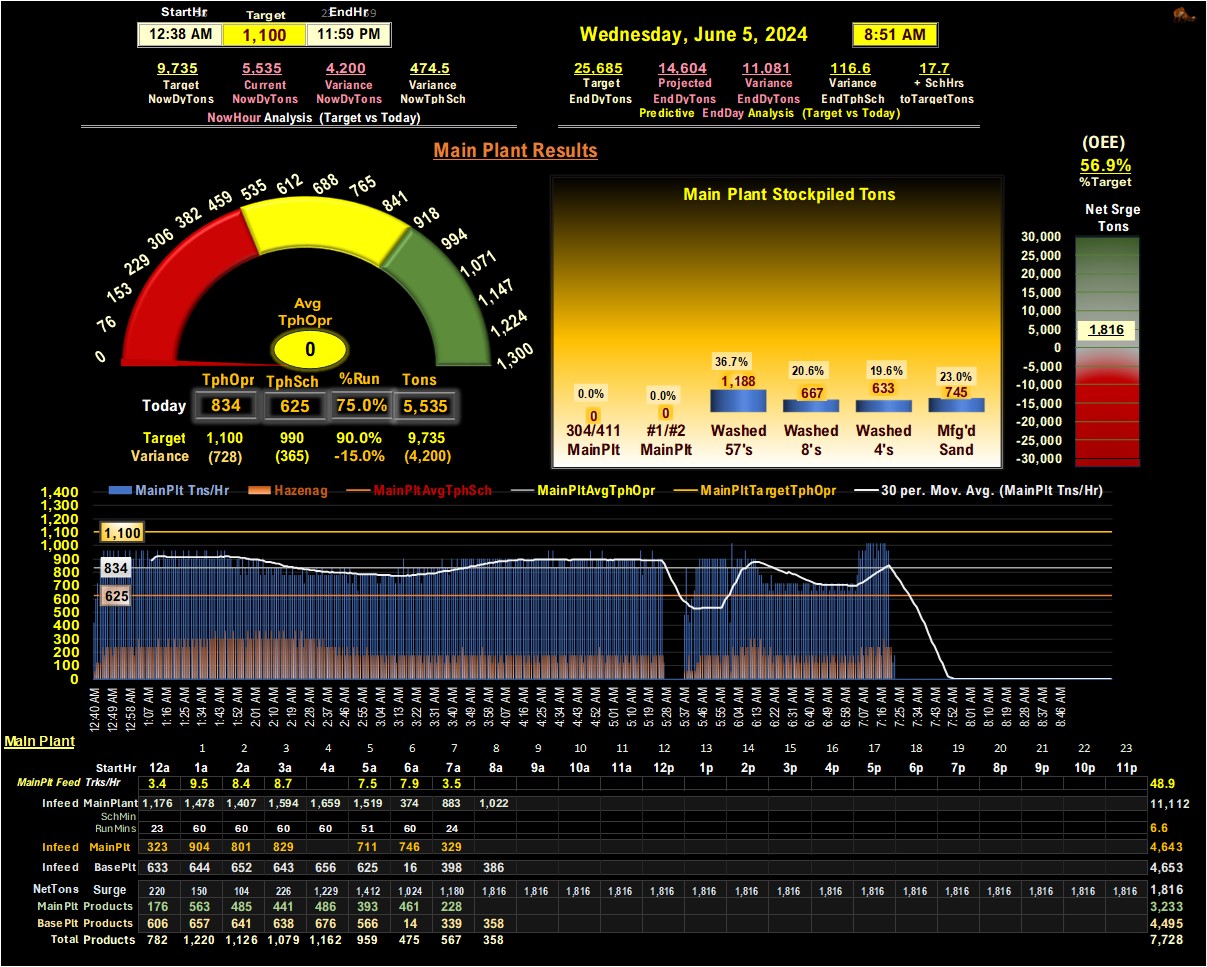 StartHr Target EndHr
12:38 AM 1,100 11:59 PM
Wednesday, June 5, 2024 8:51 AM
9,735 5,535 4,200 474.5
Target Current Variance Variance
NowDyTons NowDyTons NowDyTons NowTphSch
NowHour Analysis (Target vs Today)
25,685 14,604 11,081 116.6 17.7
Target Projected Variance Variance + SchHrs
EndDyTons EndDyTons EndDyTons EndTphSch toTargetTons
Predictive EndDay Analysis (Target vs Today)
Main Plant Results
(OEE)
56.9%
%Target
Net Srge
Tons
30,000
25,000
20,000
15,000
10,000
5,000
0
-5,000
-10,000
-15,000
-20,000
-25,000
-30,000
1,816
0 76 153 229 306 382 459 535 612 688 765 841 918 994 1,071 1,147 1,224 1,300
Avg
TphOpr
0
TphOpr TphSch %Run Tons
Today 834 625 75.0% 5,535
Target 1,100 990 90.0% 9,735
Variance (728) (365) -15.0% (4,200)
Main Plant Stockpiled Tons
0.0% 0.0% 36.7% 20.6% 19.6% 23.0%
0 0 1,188 667 633 745
304/411 #1/#2 Washed Washed Washed Mfg'd
MainPlt MainPlt 57's 8's 4's Sand
MainPlt Tns/Hr Hazenag MainPltAvgTphSch MainPltAvgTphOpr MainPltTargetTphOpr 30 per. Mov. Avg. (MainPlt Tns/Hr)
1,400
1,300
1,200
1,100
1,000
900
800
700
600
500
400
300
200
100
0
1,100
834
625
12:40 AM 12:49 AM 12:58 AM 1:07 AM 1:16 AM 1:25 AM 1:34 AM 1:43 AM 1:52 AM 2:01 AM 2:10 AM 2:19 AM 2:28 AM 2:37 AM 2:46 AM 2:55 AM 3:04 AM 3:13 AM 3:22 AM 3:31 AM 3:40 AM 3:49 AM 3:58 AM 4:07 AM 4:16 AM 4:25 AM 4:34 AM 4:43 AM 4:52 AM 5:01 AM 5:10 AM 5:19 AM 5:28 AM 5:37 AM 5:46 AM 5:55 AM 6:04 AM 6:13 AM 6:22 AM 6:31 AM 6:40 AM 6:49 AM 6:58 AM 7:07 AM 7:16 AM 7:25 AM 7:34 AM 7:43 AM 7:52 AM 8:01 AM 8:10 AM 8:19 AM 8:28 AM 8:37 AM 8:46 AM
Main Plant
1 2 3 4 5 6 7 8 9 10 11 12 13 14 15 16 17 18 19 20 21 22 23
StartHr 12a 1a 2a 3a 4a 5a 6a 7a 8a 9a 10a 11a 12p 1p 2p 3p 4p 5p 6p 7p 8p 9p 10p 11p
MainPlt Feed Trks/Hr 3.4 9.5 8.4 8.7 7.5 7.9 3.5 48.9
Infeed MainPlant 1,176 1,478 1,407 1,594 1,659 1,519 374 883 1,022 11,112
SchMin
RunMins 23 60 60 60 60 51 60 24 6.6
Infeed MainPlt 323 904 801 829 711 746 329 4,643
Infeed BasePlt 633 644 652 643 656 625 16 398 386 4,653
NetTons Surge 220 150 104 226 1,229 1,412 1,024 1,180 1,816 1,816 1,816 1,816 1,816 1,816 1,816 1,816 1,816 1,816 1,816 1,816 1,816 1,816 1,816 1,816 1,816
MainPlt Products 176 563 485 441 486 393 461 228 3,233
BasePlt Products 606 657 641 638 676 566 14 339 358 4,495
Total Products 782 1,220 1,126 1,079 1,162 959 475 567 358 7,728